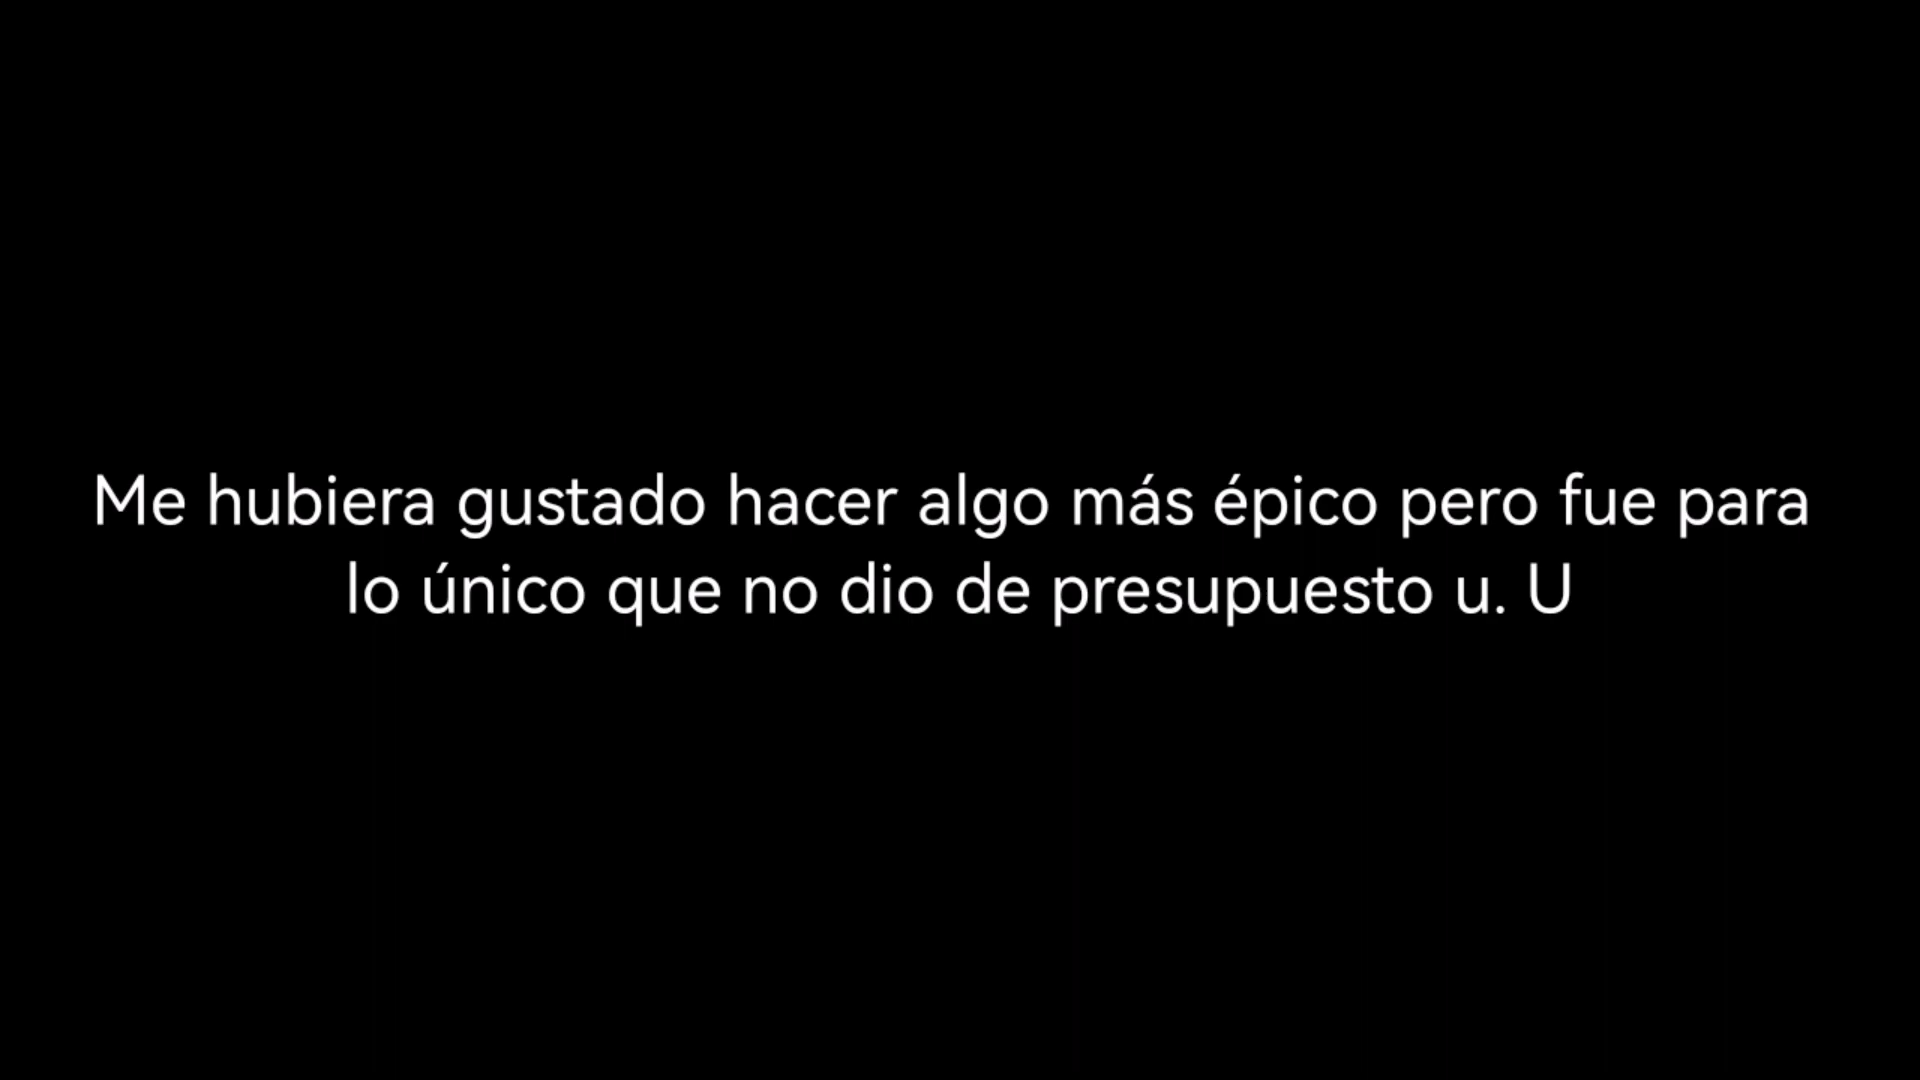 Me hubiera gustado hacer algo más épico pero fue para
lo único que no dio de presupuesto u. U